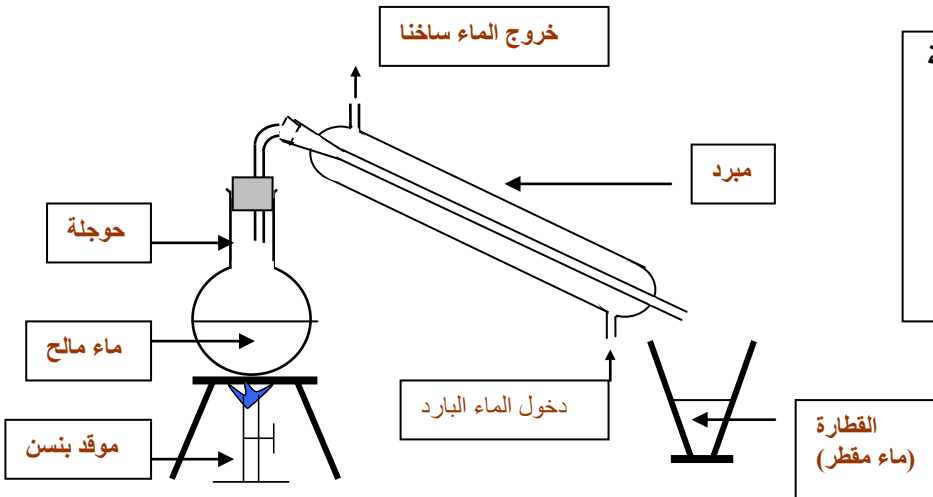 خروج الماء ساخنا
مبرد
حوجلة
ماء مالح
دخول الماء البارد
موقد بنسن
القطارة
(ماء مقطر)